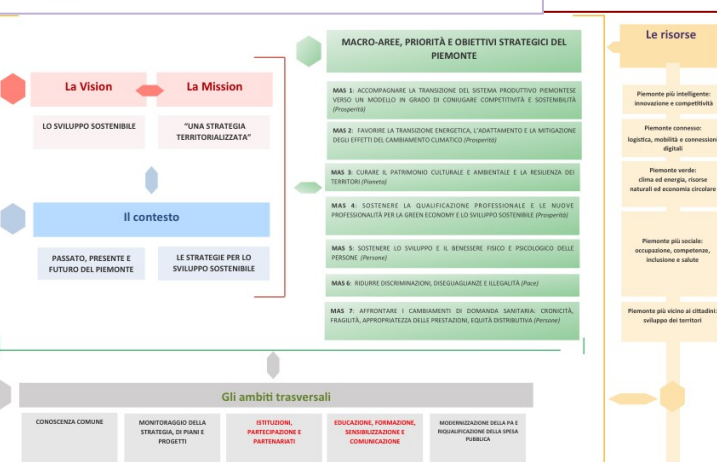 La Vision
La Mission
LO SVILUPPO SOSTENIBILE
"UNA STRATEGIA
TERRITORIALIZZATA"
Il contesto
PASSATO, PRESENTE E
FUTURO DEL PIEMONTE
LE STRATEGIE PER LO
SVILUPPO SOSTENIBILE
MACRO-AREE, PRIORITÀ E OBIETTIVI STRATEGICI DEL
PIEMONTE
MAS 1: ACCOMPAGNARE LA TRANSIZIONE DEL SISTEMA PRODUTTIVO PIEMONTESE
VERSO UN MODELLO IN GRADO DI CONIUGARE COMPETITIVITÀ E SOSTENIBILITÀ
(Prosperità)
MAS 2: FAVORIRE LA TRANSIZIONE ENERGETICA, L'ADATTAMENTO E LA MITIGAZIONE
DEGLI EFFETTI DEL CAMBIAMENTO CLIMATICO (Prosperità)
MAS 3: CURARE IL PATRIMONIO CULTURALE E AMBIENTALE E LA RESILIENZA DEI
TERRITORI (Pianeta)
MAS 4: SOSTENERE LA QUALIFICAZIONE PROFESSIONALE E LE NUOVE
PROFESSIONALITÀ PER LA GREEN ECONOMY E LO SVILUPPO SOSTENIBILE (Prosperità)
MAS 5: SOSTENERE LO SVILUPPO E IL BENESSERE FISICO E PSICOLOGICO DELLE
PERSONE (Persone)
MAS 6: RIDURRE DISCRIMINAZIONI, DISEGUAGLIANZE E ILLEGALITÀ (Pace)
MAS 7: AFFRONTARE I CAMBIAMENTI DI DOMANDA SANITARIA: CRONICITÀ,
FRAGILITÀ, APPROPRIATEZZA DELLE PRESTAZIONI, EQUITÀ DISTRIBUTIVA (Persone)
Le risorse
Piemonte più intelligente:
innovazione e competitività
Piemonte connesso:
logistica, mobilità e connessioni
digitali
Piemonte verde:
clima ed energia, risorse
naturali ed economia circolare
Piemonte più sociale:
occupazione, competenze,
inclusione e salute
Piemonte più vicino ai cittadini:
sviluppo dei territori
Gli ambiti trasversali
CONOSCENZA COMUNE
MONITORAGGIO DELLA
STRATEGIA, DI PIANI E
PROGETTI
ISTITUZIONI,
PARTECIPAZIONE E
PARTENARIATI
EDUCAZIONE, FORMAZIONE,
SENSIBILIZZAZIONE E
COMUNICAZIONE
MODERNIZZAZIONE DELLA PA E
RIQUALIFICAZIONE DELLA SPESA
PUBBLICA